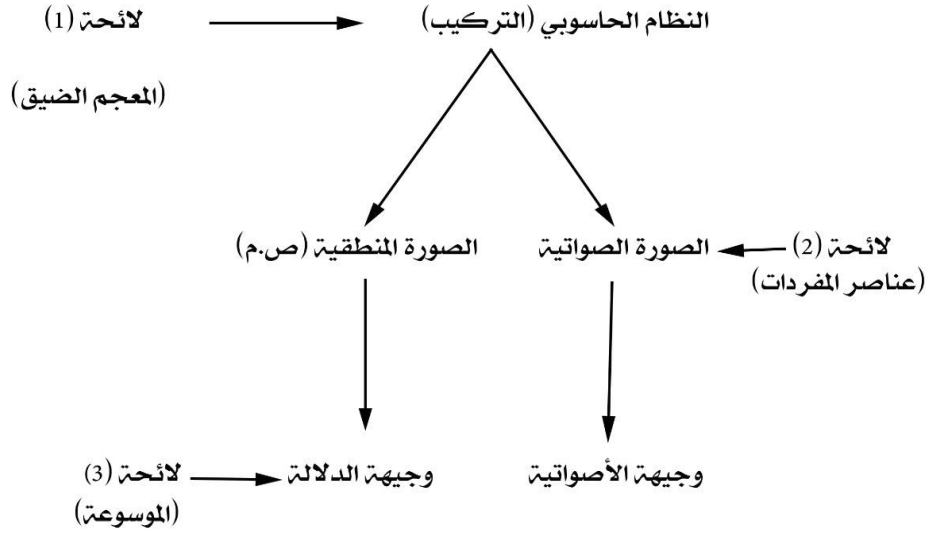 النظام الحاسوبي (التركيب)
لائحة (1)
(المعجم الضيق)
لائحة (2)
الصورة الصواتية
الصورة المنطقية (ص.م)
(عناصر المفردات)
وجيهة الأصواتية
وجيهة الدلالة
لائحة (3)
(الموسوعة)